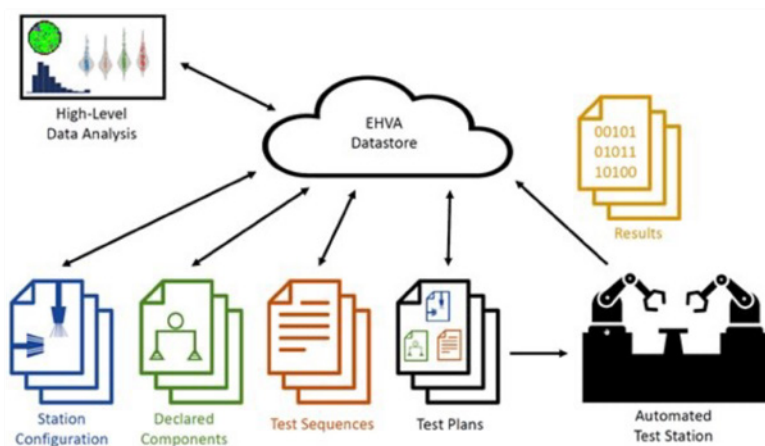 High-Level
Data Analysis
EHVA
Datastore
00101
01011
10100
Results
Station
Configuration
Declared
Components
Test Sequences
Test Plans
Automated
Test Station